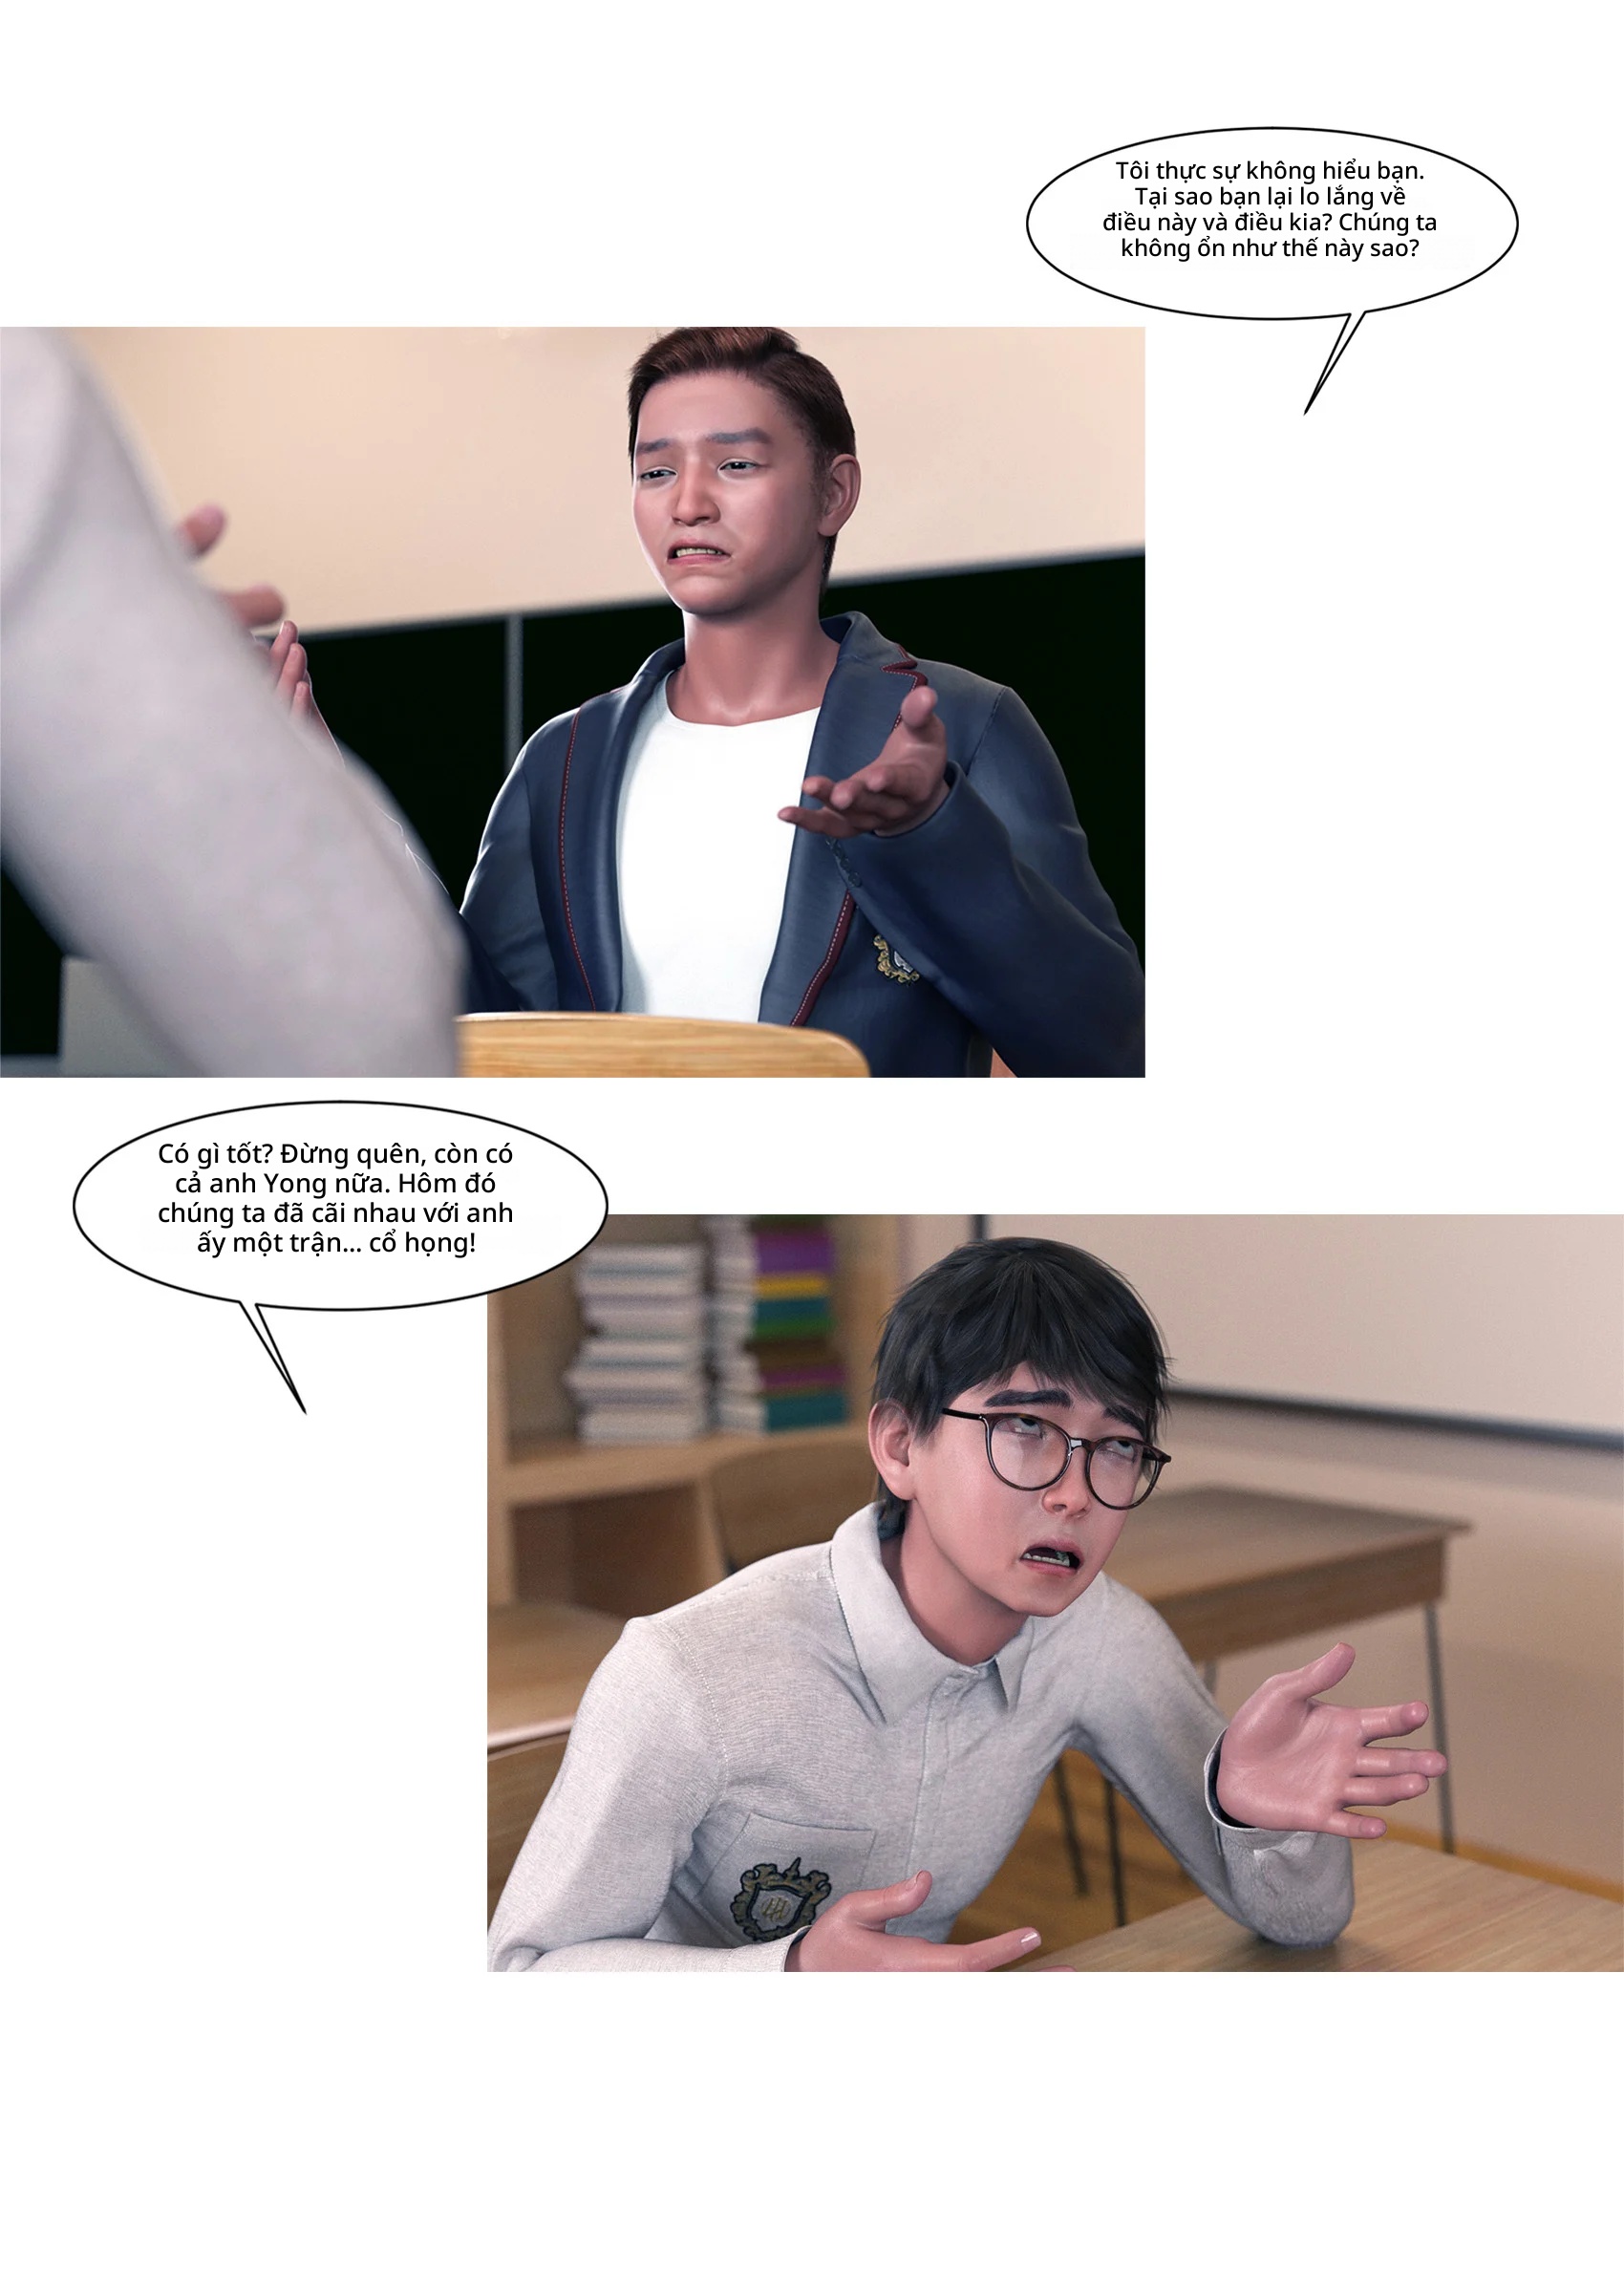 Tôi thực sự không hiểu bạn.
Tại sao bạn lại lo lắng về
điều này và điều kia? Chúng ta
không ổn như thế này sao?
Có gì tốt? Đừng quên, còn có
cả anh Yong nữa. Hôm đó
chúng ta đã cãi nhau với anh
ấy một trận... cổ họng!